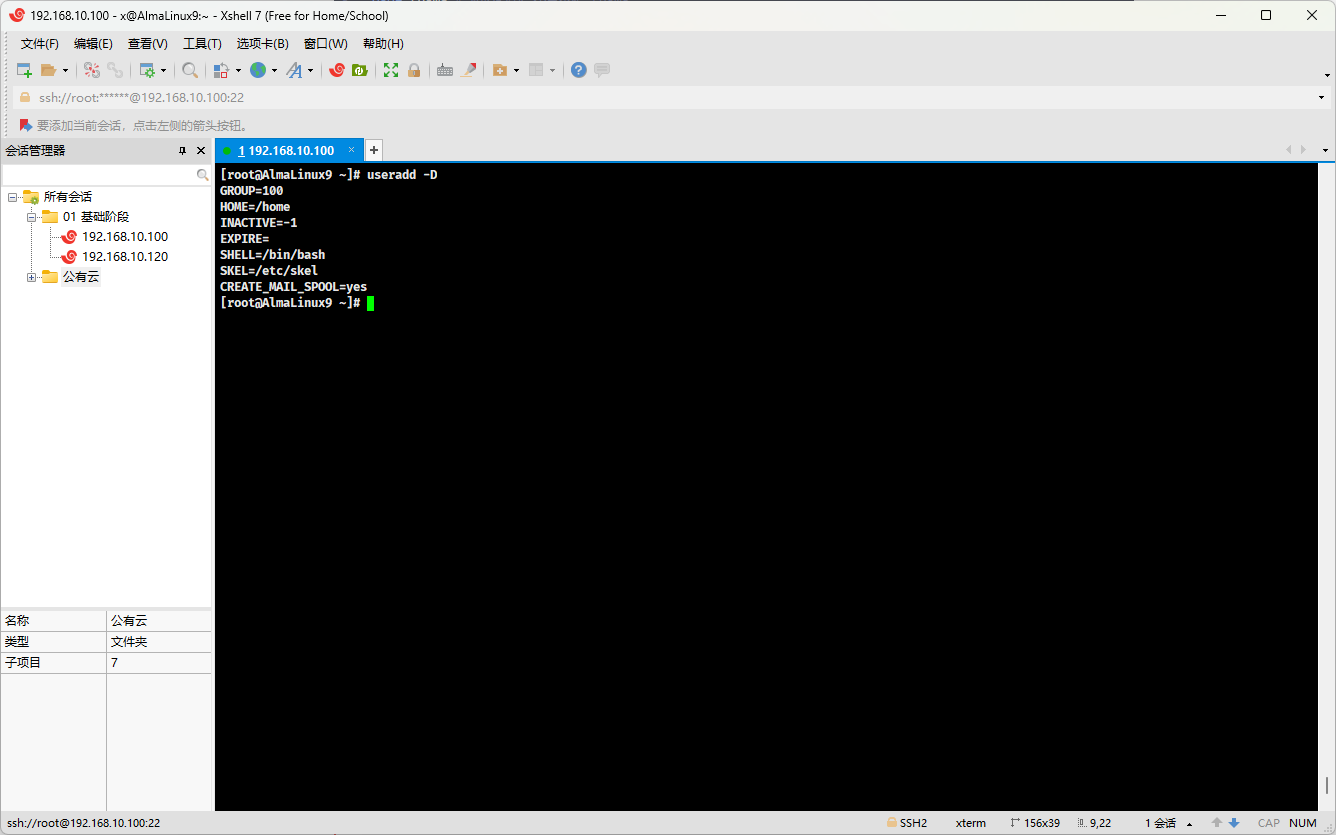 192.168.10.100 - x@AlmaLinux9:~ - Xshell 7 (Free for Home/School)
文件(F) 编辑(E) 查看(V) 工具(T) 选项卡(B) 窗口(W) 帮助(H)
ssh://root:******@192.168.10.100:22
要添加当前会话，点击左侧的箭头按钮。
会话管理器
1 192.168.10.100
所有会话
01 基础阶段
192.168.10.100
192.168.10.120
公有云
[root@AlmaLinux9 ~]# useradd -D
GROUP=100
HOME=/home
INACTIVE=-1
EXPIRE=
SHELL=/bin/bash
SKEL=/etc/skel
CREATE_MAIL_SPOOL=yes
[root@AlmaLinux9 ~]#
名称 公有云
类型 文件夹
子项目 7
ssh://root@192.168.10.100:22 SSH2 xterm 156x39 9,22 1 会话 CAP NUM